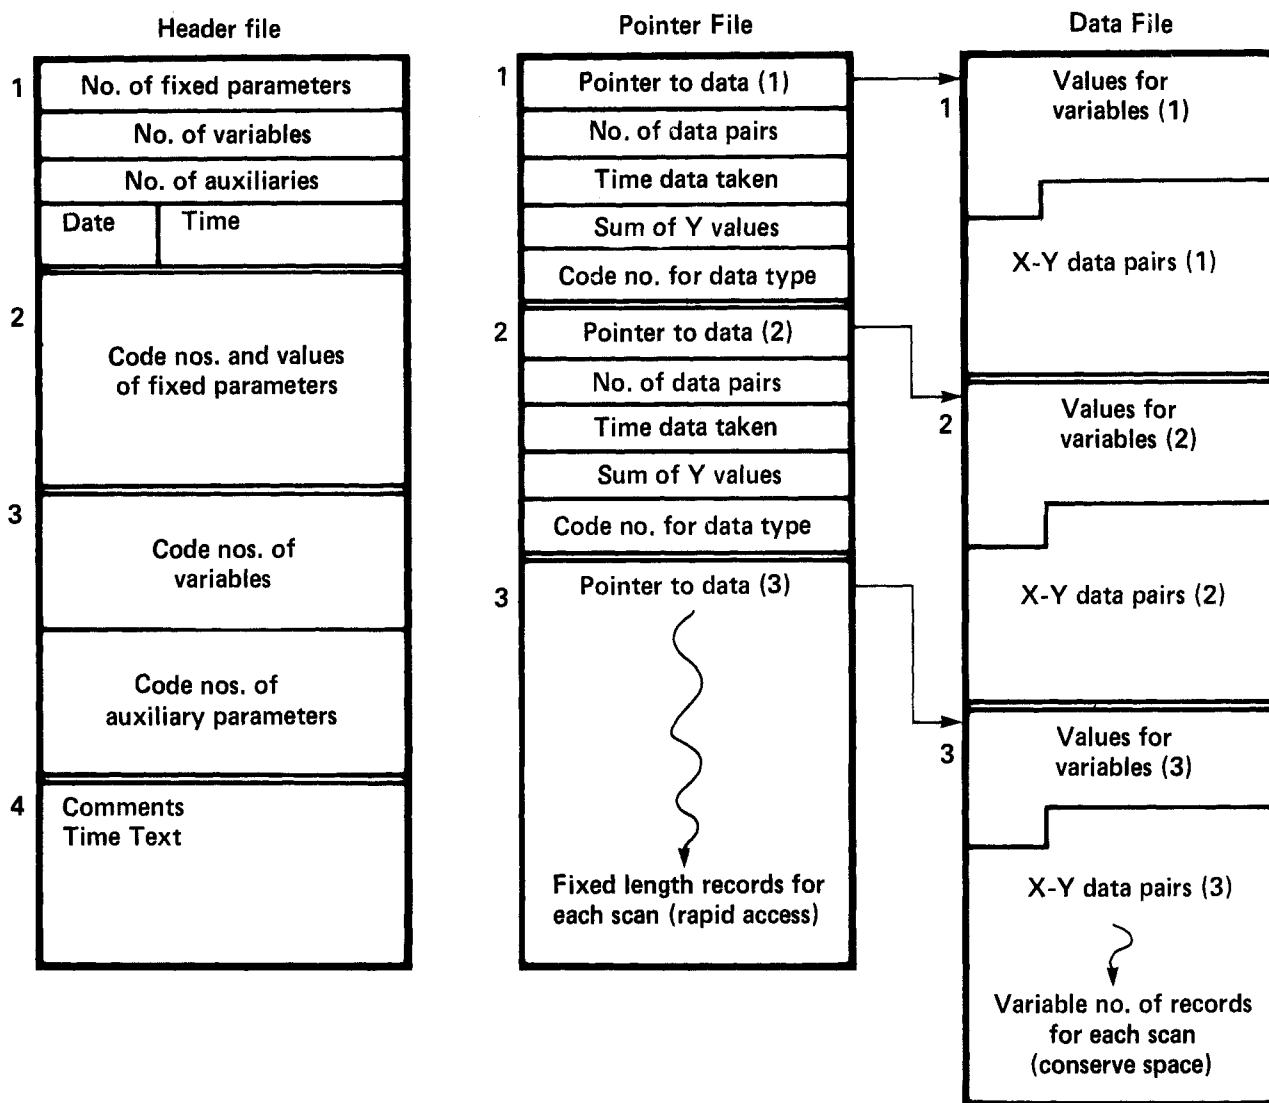 Header file
1
No. of fixed parameters
No. of variables
No. of auxiliaries
Date
Time
2
Code nos. and values
of fixed parameters
3
Code nos. of
variables
Code nos. of
auxiliary parameters
4
Comments
Time Text
Pointer File
1
Pointer to data (1)
No. of data pairs
Time data taken
Sum of Y values
Code no. for data type
2
Pointer to data (2)
No. of data pairs
Time data taken
Sum of Y values
Code no. for data type
3
Pointer to data (3)
Fixed length records for
each scan (rapid access)
Data File
1
Values for
variables (1)
X-Y data pairs (1)
2
Values for
variables (2)
X-Y data pairs (2)
3
Values for
variables (3)
X-Y data pairs (3)
Variable no. of records
for each scan
(conserve space)